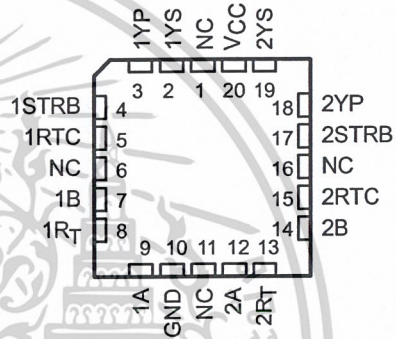 1YP 1YS NC VCC 2YS
3 2 1 20 19
1STRB 4 18 2YP
1RTC 5 17 2STRB
NC 6 16 NC
1B 7 15 2RTC
1RT 8 14 2B
9 10 11 12 13
1A GND NC 2A 2RT